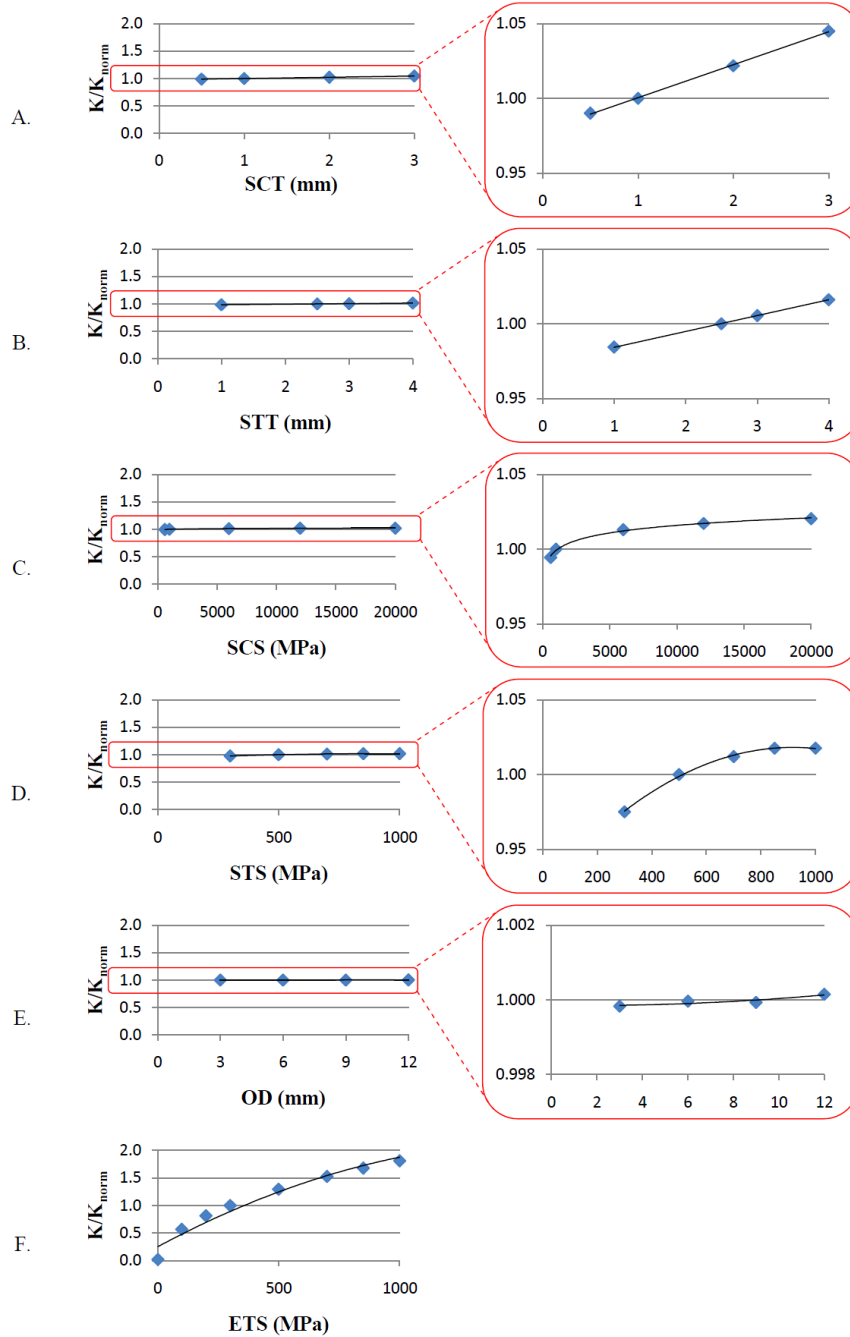 A.
K/Knorm
2.0
1.5
1.0
0.5
0.0
0 1 2 3
SCT (mm)
1.05
1.00
0.95
0 1 2 3
B.
K/Knorm
2.0
1.5
1.0
0.5
0.0
0 1 2 3 4
STT (mm)
1.05
1.00
0.95
0 1 2 3 4
C.
K/Knorm
2.0
1.5
1.0
0.5
0.0
0 5000 10000 15000 20000
SCS (MPa)
1.05
1.00
0.95
0 5000 10000 15000 20000
D.
K/Knorm
2.0
1.5
1.0
0.5
0.0
0 500 1000
STS (MPa)
1.05
1.00
0.95
0 200 400 600 800 1000
E.
K/Knorm
2.0
1.5
1.0
0.5
0.0
0 3 6 9 12
OD (mm)
1.002
1.000
0.998
0 2 4 6 8 10 12
F.
K/Knorm
2.0
1.5
1.0
0.5
0.0
0 500 1000
ETS (MPa)